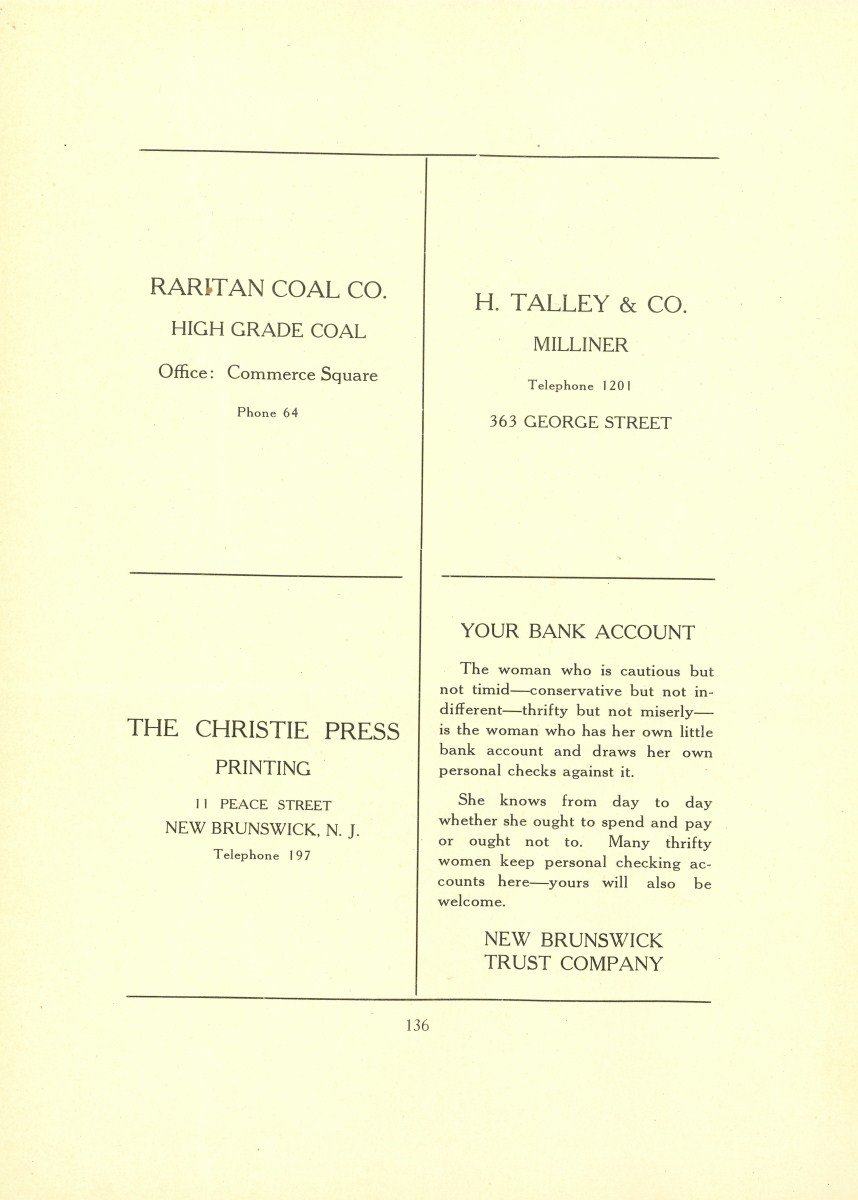 RARITAN COAL CO.
HIGH GRADE COAL
Office: Commerce Square
Phone 64
H. TALLEY & CO.
MILLINER
Telephone 1201
363 GEORGE STREET
THE CHRISTIE PRESS
PRINTING
11 PEACE STREET
NEW BRUNSWICK, N. J.
Telephone 197
YOUR BANK ACCOUNT
The woman who is cautious but
not timid—conservative but not in-
different—thrifty but not miserly—
is the woman who has her own little
bank account and draws her own
personal checks against it.
She knows from day to day
whether she ought to spend and pay
or ought not to. Many thrifty
women keep personal checking ac-
counts here—yours will also be
welcome.
NEW BRUNSWICK
TRUST COMPANY
136